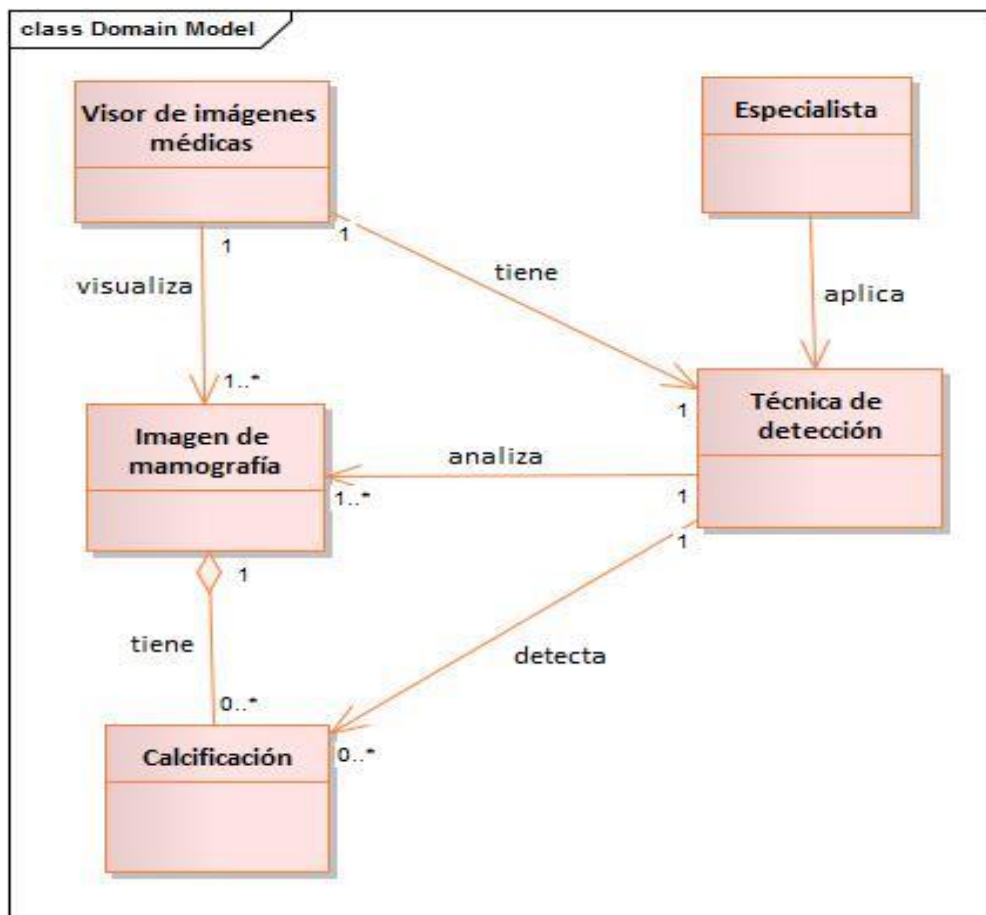 class Domain Model
Visor de imágenes
médicas
Especialista
1
1
tiene
visualiza
aplica
1..*
1
Imagen de
mamografía
Técnica de
detección
analiza
1..*
1
1
1
tiene
detecta
0..*
0..*
Calcificación